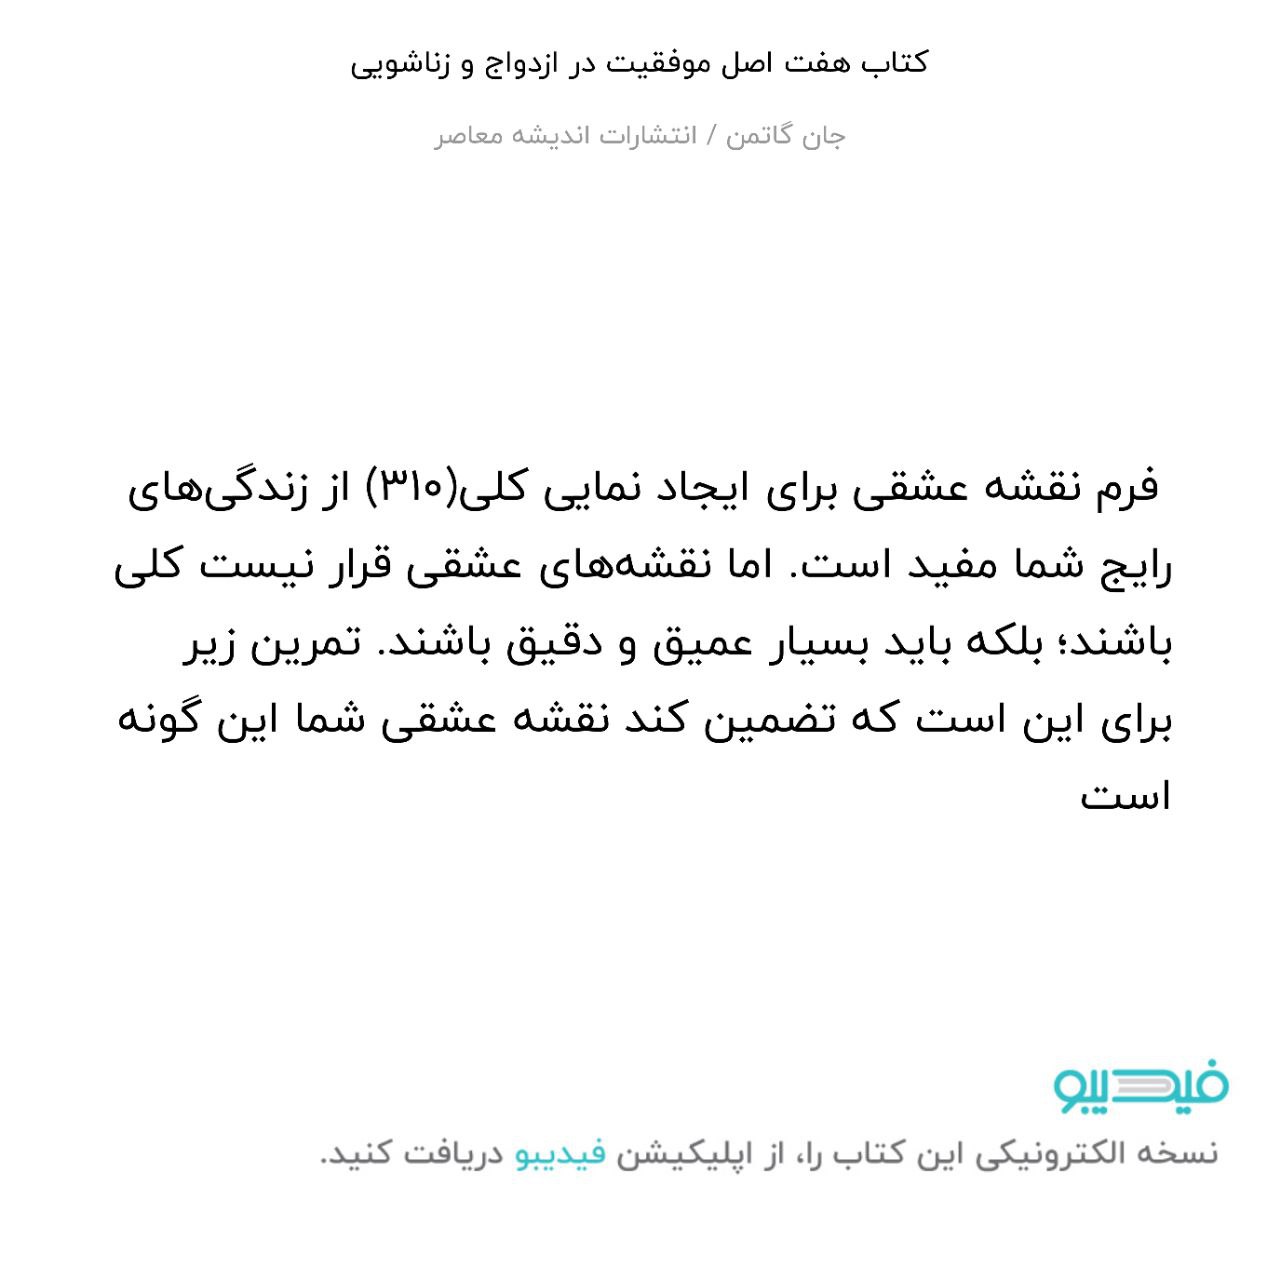 کتاب هفت اصل موفقیت در ازدواج و زناشویی
جان گاتمن / انتشارات اندیشه معاصر
فرم نقشه عشقی برای ایجاد نمایی کلی(۳۱۰) از زندگی‌های
رایج شما مفید است. اما نقشه‌های عشقی قرار نیست کلی
باشند؛ بلکه باید بسیار عمیق و دقیق باشند. تمرین زیر
برای این است که تضمین کند نقشه عشقی شما این گونه
است
فیدیبو
نسخه الکترونیکی این کتاب را، از اپلیکیشن فیدیبو دریافت کنید.